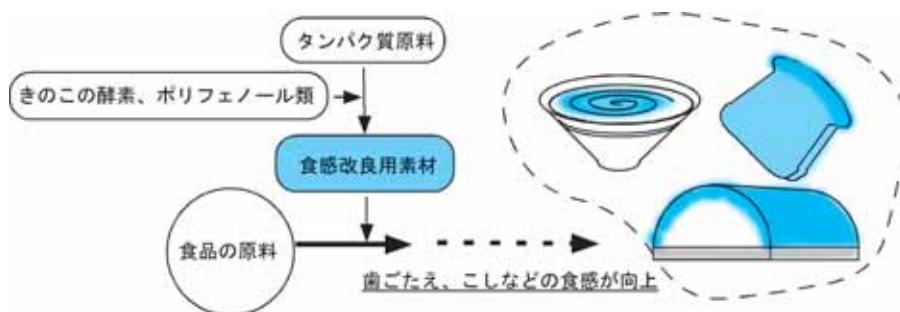 タンパク質原料
きのこの酵素、ポリフェノール類
食感改良用素材
食品の原料
歯ごたえ、こしなどの食感が向上